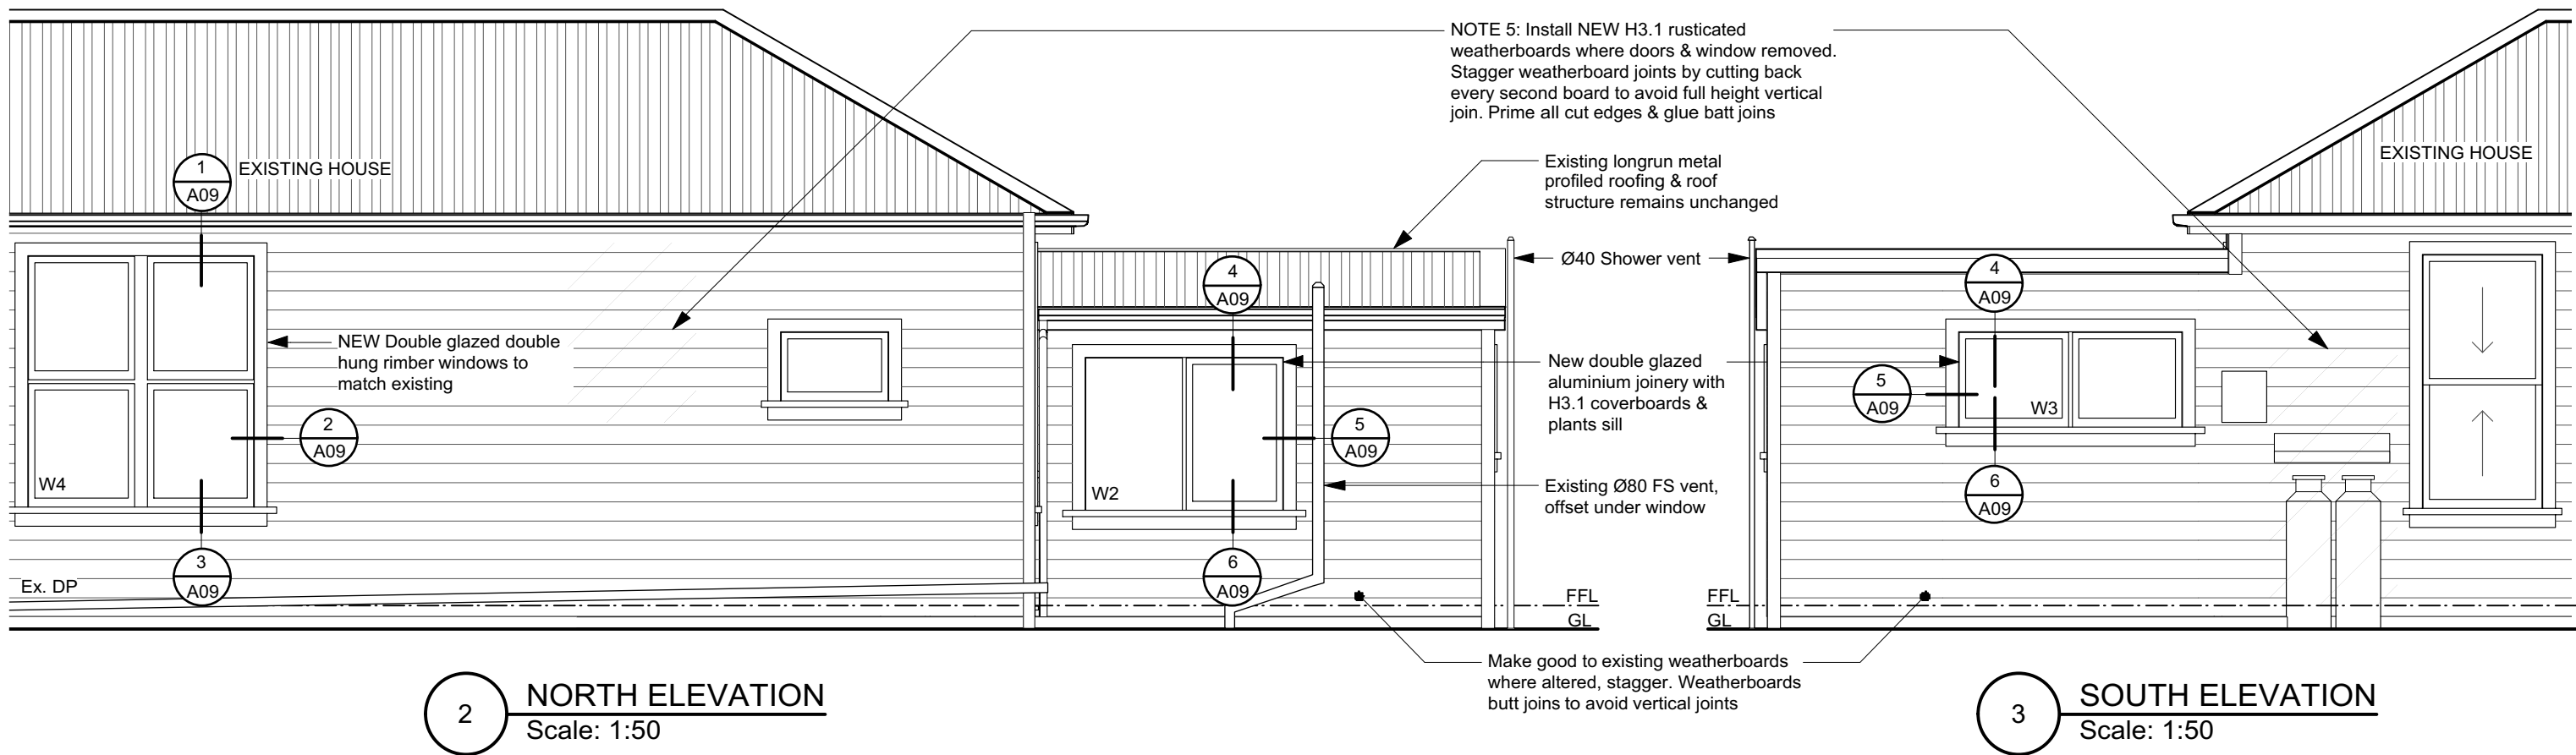 NOTE 5: Install NEW H3.1 rusticated
weatherboards where doors & window removed.
Stagger weatherboard joints by cutting back
every second board to avoid full height vertical
join. Prime all cut edges & glue batt joins
1
A09
EXISTING HOUSE
Existing longrun metal
profiled roofing & roof
structure remains unchanged
EXISTING HOUSE
Ø40 Shower vent
4
A09
4
A09
NEW Double glazed double
hung rimber windows to
match existing
New double glazed
aluminium joinery with
H3.1 coverboards &
plants sill
5
A09
W3
2
A09
5
A09
W4
W2
Existing Ø80 FS vent,
offset under window
6
A09
3
A09
6
A09
Ex. DP
FFL
GL
FFL
GL
Make good to existing weatherboards
where altered, stagger. Weatherboards
butt joins to avoid vertical joints
2
NORTH ELEVATION
Scale: 1:50
3
SOUTH ELEVATION
Scale: 1:50